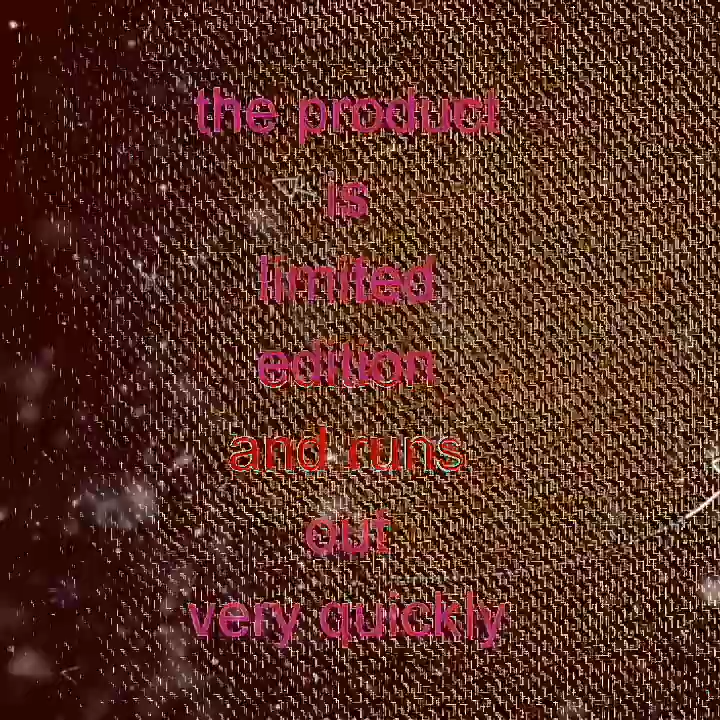 the product
is
limited
edition
and runs
out
very quickly